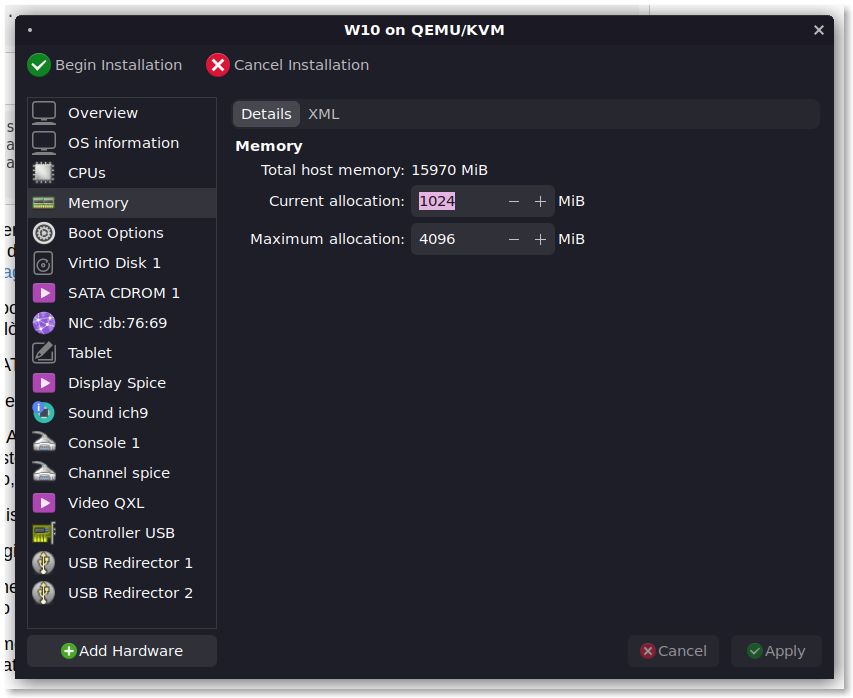 W10 on QEMU/KVM
Begin Installation
Cancel Installation
Overview
OS information
CPUs
Memory
Boot Options
VirtIO Disk 1
SATA CDROM 1
NIC :db:76:69
Tablet
Display Spice
Sound ich9
Console 1
Channel spice
Video QXL
Controller USB
USB Redirector 1
USB Redirector 2
Add Hardware
Details XML
Memory
Total host memory: 15970 MiB
Current allocation: 1024 MiB
Maximum allocation: 4096 MiB
Cancel
Apply